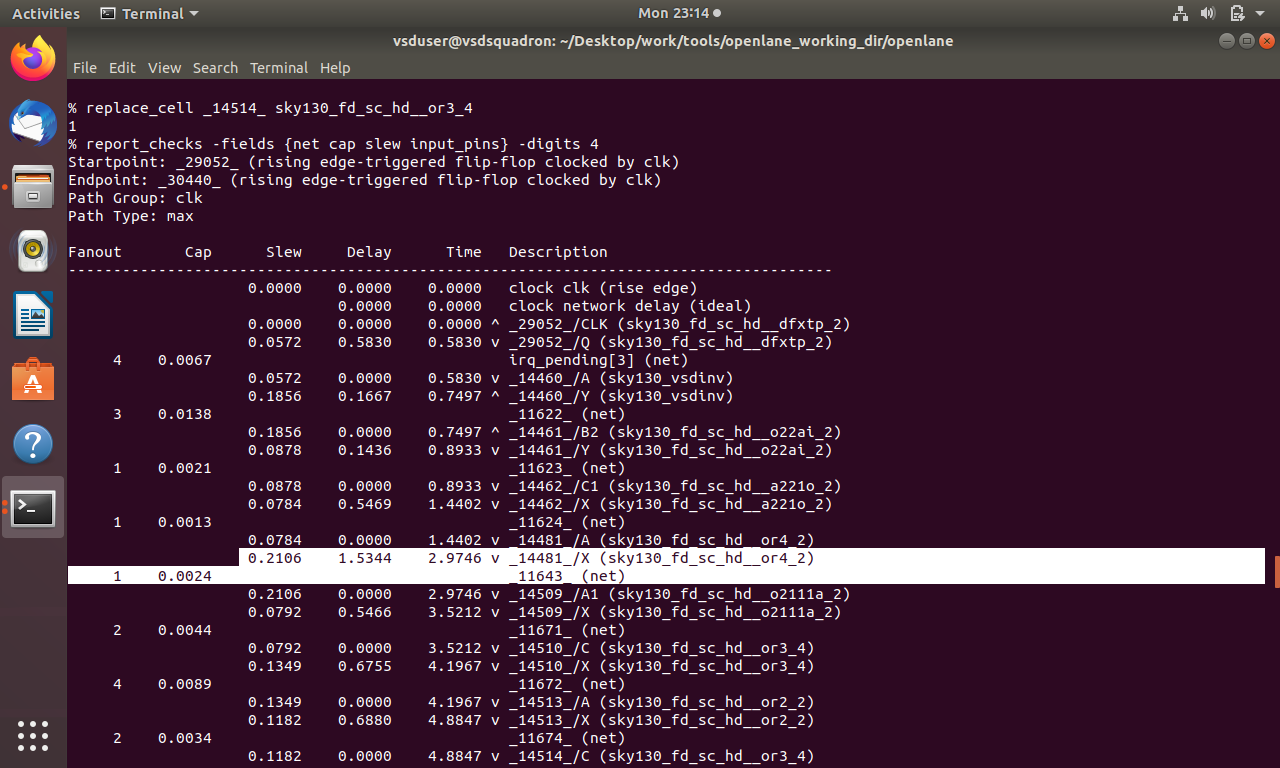 Activities Terminal Mon 23:14
vsduser@vsdsquadron: ~/Desktop/work/tools/openlane_working_dir/openlane
File Edit View Search Terminal Help
% replace_cell _14514_ sky130_fd_sc_hd__or3_4
1
% report_checks -fields {net cap slew input_pins} -digits 4
Startpoint: _29052_ (rising edge-triggered flip-flop clocked by clk)
Endpoint: _30440_ (rising edge-triggered flip-flop clocked by clk)
Path Group: clk
Path Type: max
Fanout Cap Slew Delay Time Description
-------------------------------------------------------------------------------------
0.0000 0.0000 0.0000 clock clk (rise edge)
0.0000 0.0000 clock network delay (ideal)
0.0000 0.0000 0.0000 ^ _29052_/CLK (sky130_fd_sc_hd__dfxtp_2)
0.0572 0.5830 0.5830 v _29052_/Q (sky130_fd_sc_hd__dfxtp_2)
4 0.0067 irq_pending[3] (net)
0.0572 0.0000 0.5830 v _14460_/A (sky130_vsdinv)
0.1856 0.1667 0.7497 ^ _14460_/Y (sky130_vsdinv)
3 0.0138 _11622_ (net)
0.1856 0.0000 0.7497 ^ _14461_/B2 (sky130_fd_sc_hd__o22ai_2)
0.0878 0.1436 0.8933 v _14461_/Y (sky130_fd_sc_hd__o22ai_2)
1 0.0021 _11623_ (net)
0.0878 0.0000 0.8933 v _14462_/C1 (sky130_fd_sc_hd__a221o_2)
0.0784 0.5469 1.4402 v _14462_/X (sky130_fd_sc_hd__a221o_2)
1 0.0013 _11624_ (net)
0.0784 0.0000 1.4402 v _14481_/A (sky130_fd_sc_hd__or4_2)
0.2106 1.5344 2.9746 v _14481_/X (sky130_fd_sc_hd__or4_2)
1 0.0024 _11643_ (net)
0.2106 0.0000 2.9746 v _14509_/A1 (sky130_fd_sc_hd__o2111a_2)
0.0792 0.5466 3.5212 v _14509_/X (sky130_fd_sc_hd__o2111a_2)
2 0.0044 _11671_ (net)
0.0792 0.0000 3.5212 v _14510_/C (sky130_fd_sc_hd__or3_4)
0.1349 0.6755 4.1967 v _14510_/X (sky130_fd_sc_hd__or3_4)
4 0.0089 _11672_ (net)
0.1349 0.0000 4.1967 v _14513_/A (sky130_fd_sc_hd__or2_2)
0.1182 0.6880 4.8847 v _14513_/X (sky130_fd_sc_hd__or2_2)
2 0.0034 _11674_ (net)
0.1182 0.0000 4.8847 v _14514_/C (sky130_fd_sc_hd__or3_4)